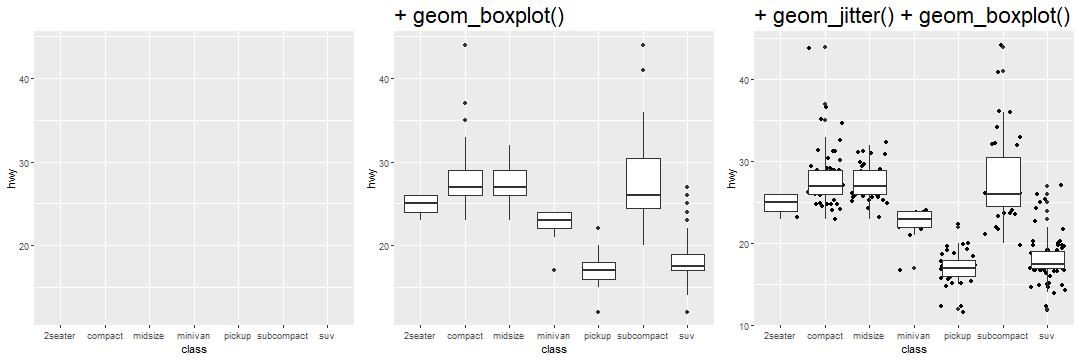 + geom_boxplot()
+ geom_jitter() + geom_boxplot()
40
30
20
hwy
2seater compact midsize minivan pickup subcompact suv
class
40
30
20
hwy
2seater compact midsize minivan pickup subcompact suv
class
40
30
20
10
hwy
2seater compact midsize minivan pickup subcompact suv
class